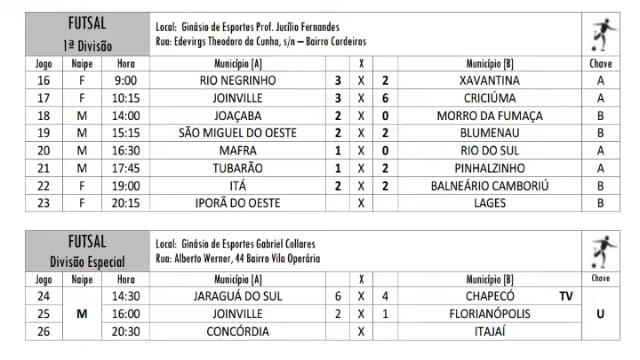 FUTSAL
1ª Divisão
Local: Ginásio de Esportes Prof. Jucílio Fernandes
Rua: Edevirgs Theodoro da Cunha, s/n – Bairro Cordeiros
Jogo Naipe Hora Município [A] X Município [B] Chave
16 F 9:00 RIO NEGRINHO 3 X 2 XAVANTINA A
17 F 10:15 JOINVILLE 3 X 6 CRICIÚMA A
18 M 14:00 JOAÇABA 2 X 0 MORRO DA FUMAÇA B
19 M 15:15 SÃO MIGUEL DO OESTE 2 X 2 BLUMENAU B
20 M 16:30 MAFRA 1 X 0 RIO DO SUL A
21 M 17:45 TUBARÃO 1 X 2 PINHALZINHO A
22 F 19:00 ITÁ 2 X 2 BALNEÁRIO CAMBORIÚ B
23 F 20:15 IPORÃ DO OESTE X LAGES B
FUTSAL
Divisão Especial
Local: Ginásio de Esportes Gabriel Collares
Rua: Alberto Werner, 44 Bairro Vila Operária
Jogo Naipe Hora Município [A] X Município [B] Chave
24 14:30 JARAGUÁ DO SUL 6 X 4 CHAPECÓ TV
25 M 16:00 JOINVILLE 2 X 1 FLORIANÓPOLIS U
26 20:30 CONCÓRDIA X ITAJAÍ